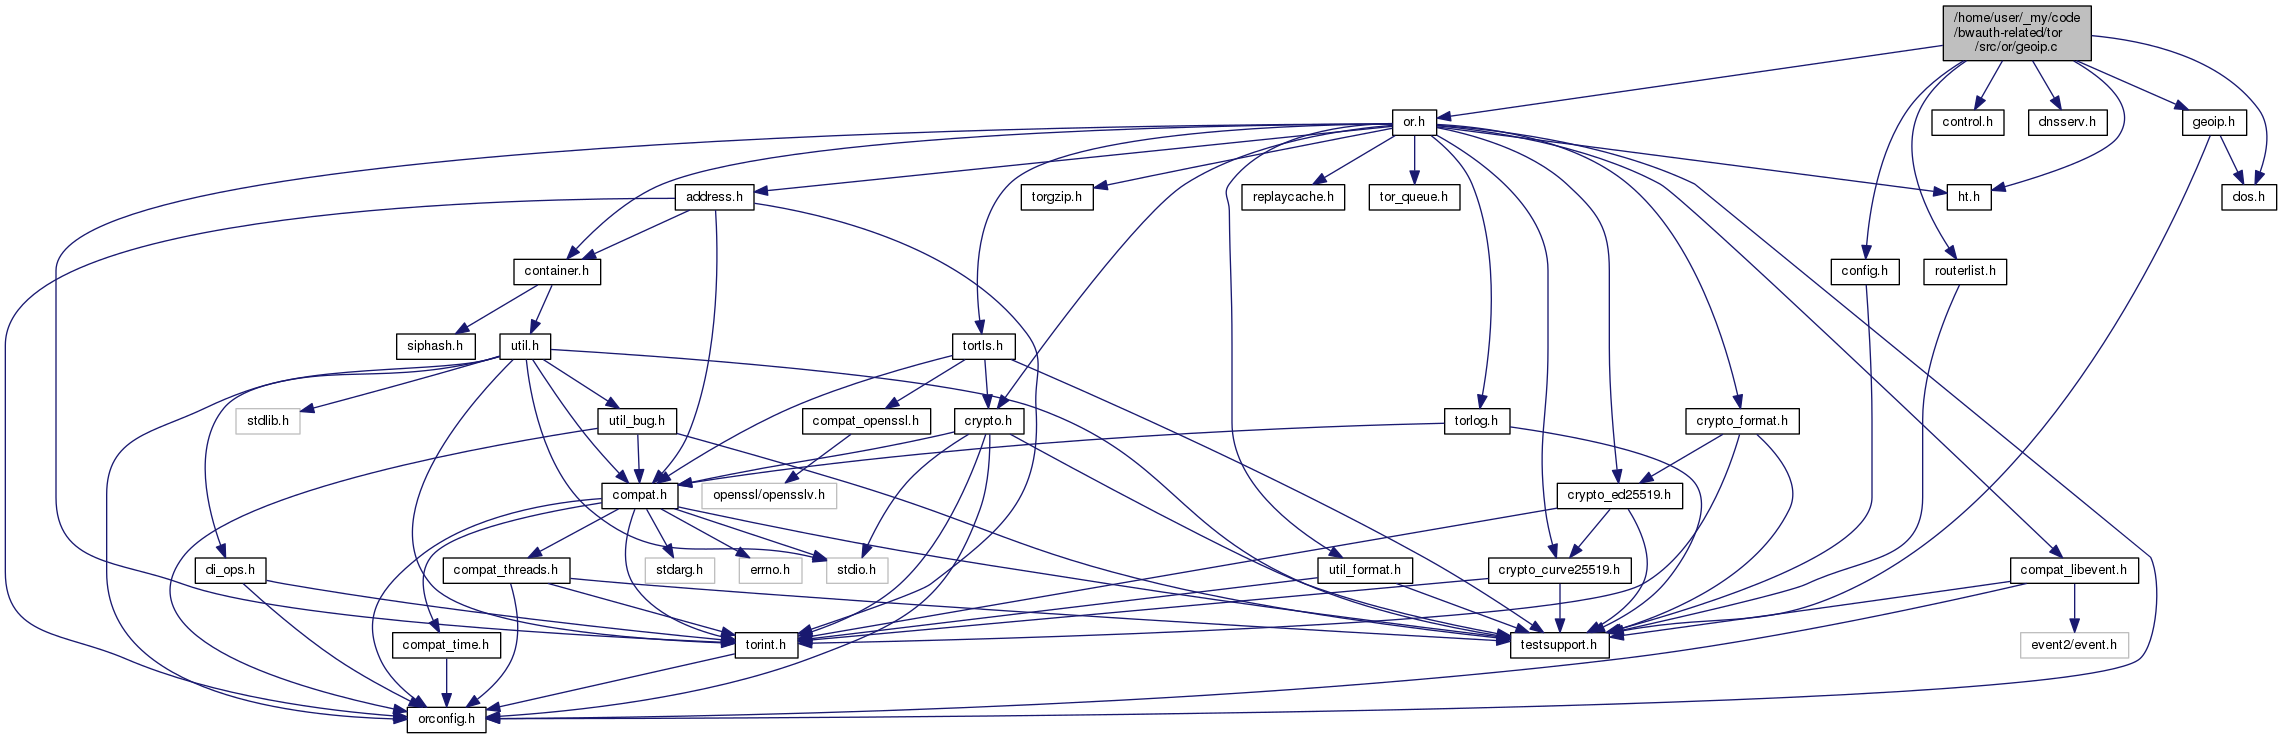 /home/user/_my/code
/bwauth-related/tor
/src/or/geoip.c
or.h
control.h
dnsserv.h
geoip.h
address.h
torgzip.h
replaycache.h
tor_queue.h
ht.h
dos.h
container.h
config.h
routerlist.h
siphash.h
util.h
tortls.h
stdlib.h
util_bug.h
compat_openssl.h
crypto.h
torlog.h
crypto_format.h
compat.h
openssl/opensslv.h
crypto_ed25519.h
di_ops.h
compat_threads.h
stdarg.h
errno.h
stdio.h
util_format.h
crypto_curve25519.h
compat_libevent.h
compat_time.h
torint.h
testsupport.h
event2/event.h
orconfig.h